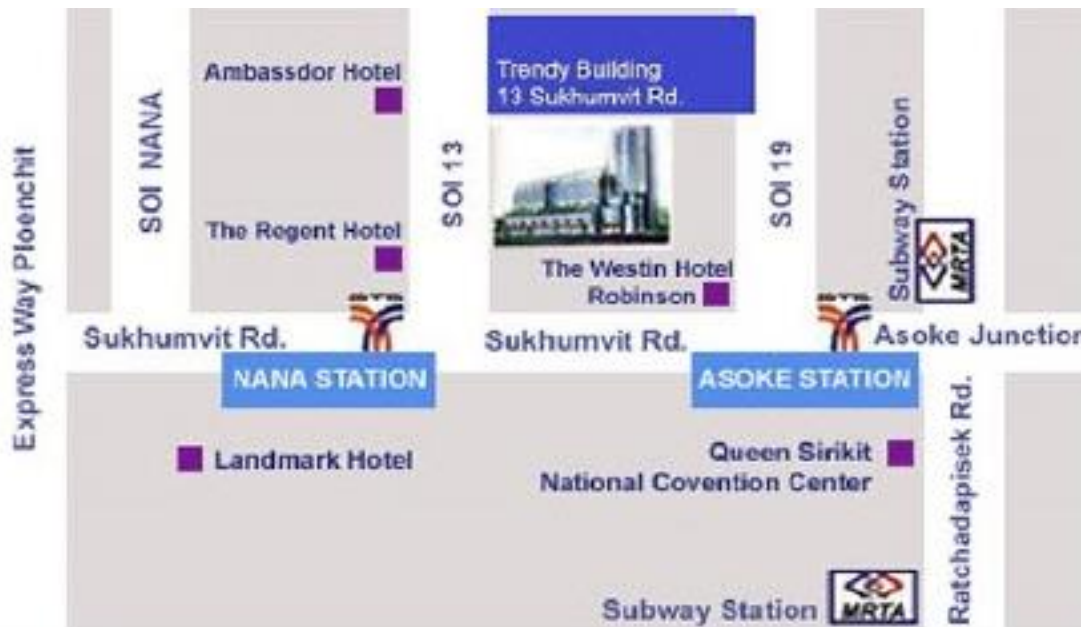 Ambassdor Hotel
Trendy Building
13 Sukhumvit Rd.
SOI NANA
SOI 13
SOI 19
Subway Station
MRTA
Express Way Ploenchit
The Regent Hotel
The Westin Hotel
Robinson
Sukhumvit Rd.
Sukhumvit Rd.
Asoke Junction
NANA STATION
ASOKE STATION
Ratchadapisek Rd.
Landmark Hotel
Queen Sirikit
National Covention Center
Subway Station
MRTA